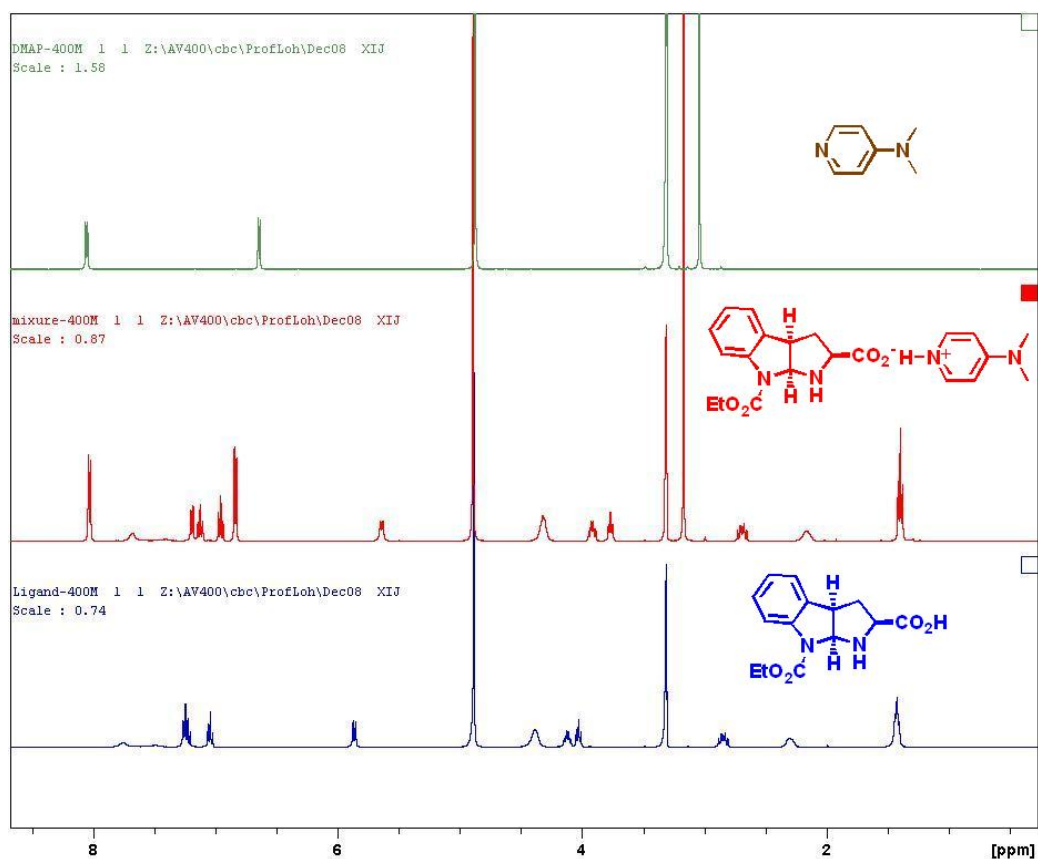 DMAP-400M 1 1 Z:\AV400\cbc\ProfLoh\Dec08 XIJ
Scale : 1.58
N
N
mixure-400M 1 1 Z:\AV400\cbc\ProfLoh\Dec08 XIJ
Scale : 0.87
H
CO2- H-N+
N
N
H
N
H
EtO2C
Ligand-400M 1 1 Z:\AV400\cbc\ProfLoh\Dec08 XIJ
Scale : 0.74
H
CO2H
N
H
N
H
EtO2C
8 6 4 2 [ppm]